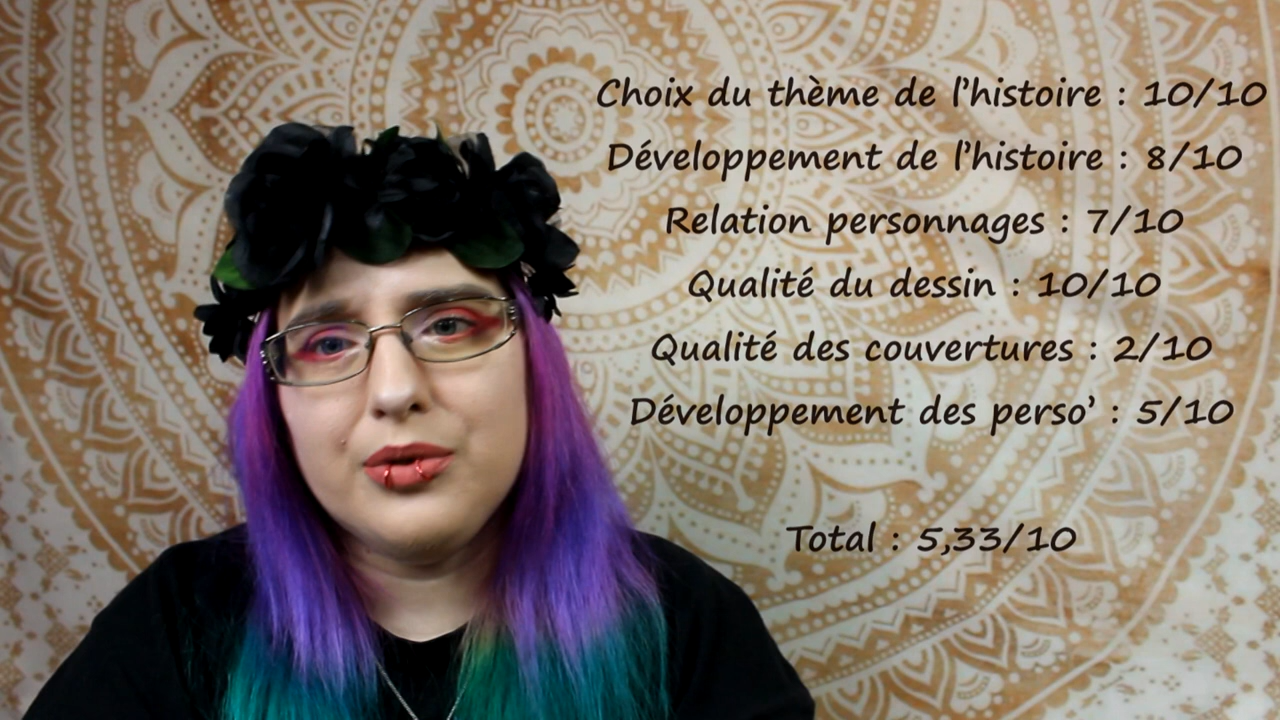 Choix du thème de l'histoire : 10/10
Développement de l'histoire : 8/10
Relation personnages : 7/10
Qualité du dessin : 10/10
Qualité des couvertures : 2/10
Développement des perso' : 5/10
Total : 5,33/10